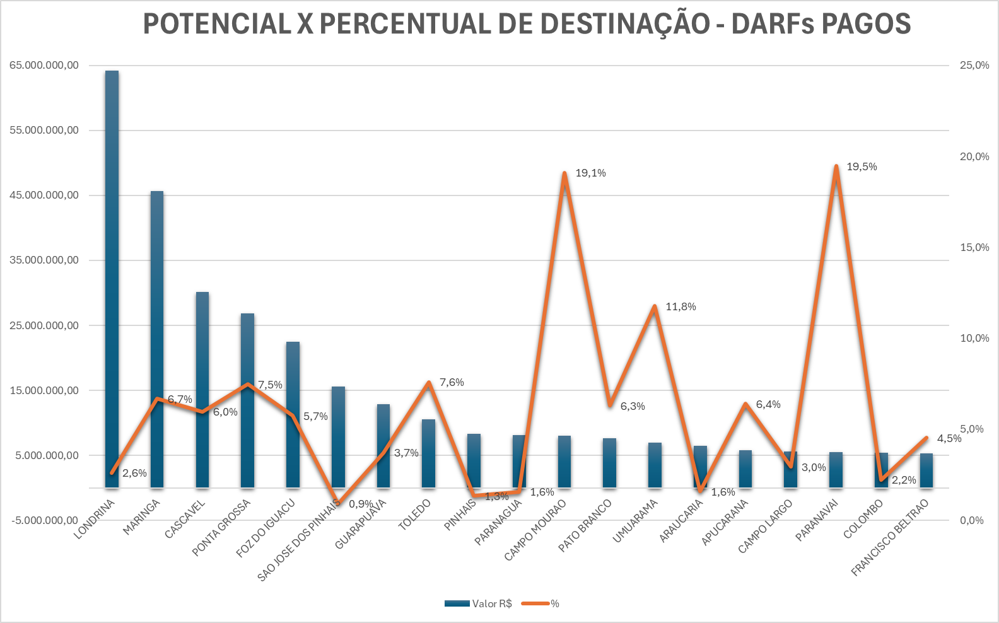 POTENCIAL X PERCENTUAL DE DESTINAÇÃO - DARFs PAGOS
65.000.000,00
55.000.000,00
45.000.000,00
35.000.000,00
25.000.000,00
15.000.000,00
5.000.000,00
-5.000.000,00
25,0%
20,0%
15,0%
10,0%
5,0%
0,0%
2,6%
6,7%
6,0%
7,5%
5,7%
0,9%
3,7%
7,6%
1,3%
1,6%
19,1%
6,3%
11,8%
1,6%
6,4%
3,0%
19,5%
2,2%
4,5%
LONDRINA
MARINGA
CASCAVEL
PONTA GROSSA
FOZ DO IGUACU
SAO JOSE DOS PINHAIS
GUARAPUAVA
TOLEDO
PINHAIS
PARANAGUA
CAMPO MOURAO
PATO BRANCO
UMUARAMA
ARAUCARIA
APUCARANA
CAMPO LARGO
PARANAVAI
COLOMBO
FRANCISCO BELTRAO
Valor R$
%